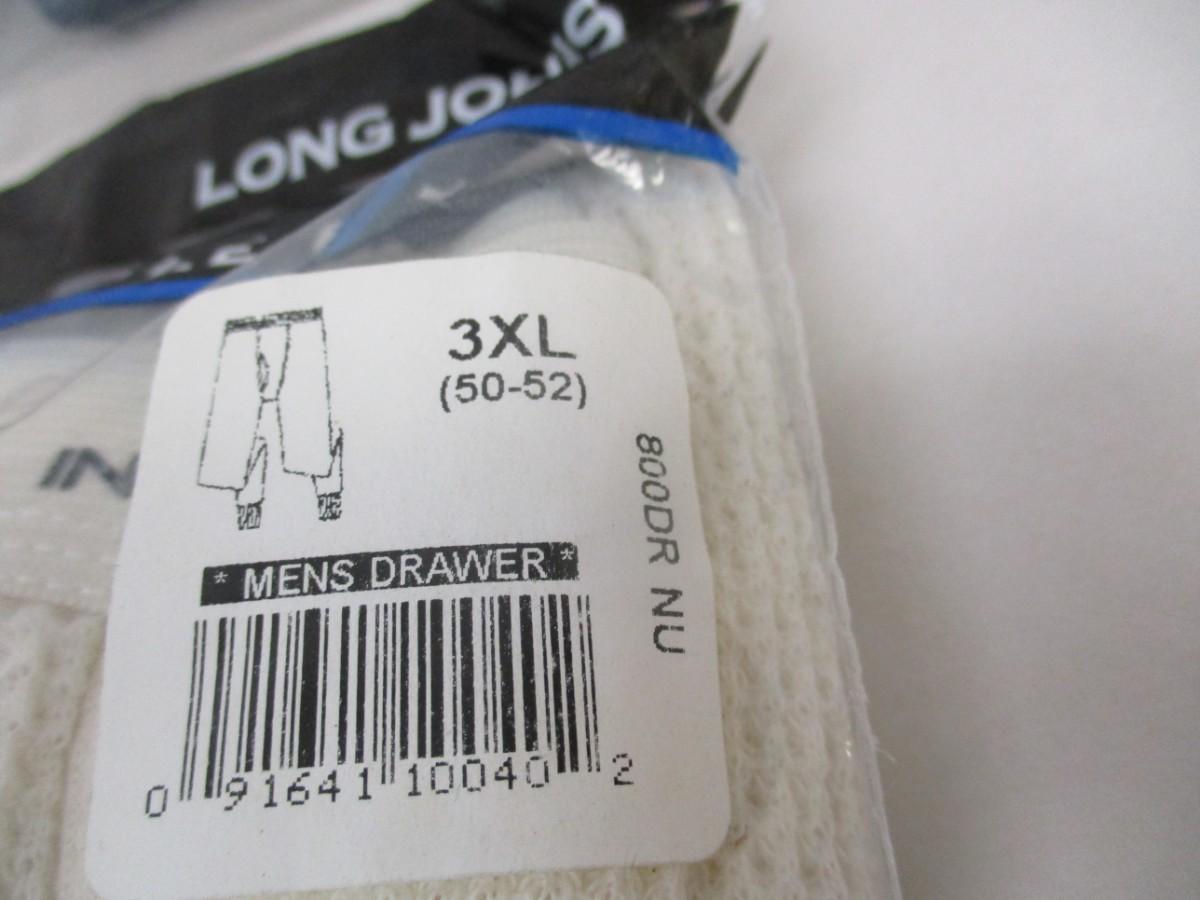 LONG JOHNS
3XL
(50-52)
800DR NU
* MENS DRAWER *
0 91641 10040 2